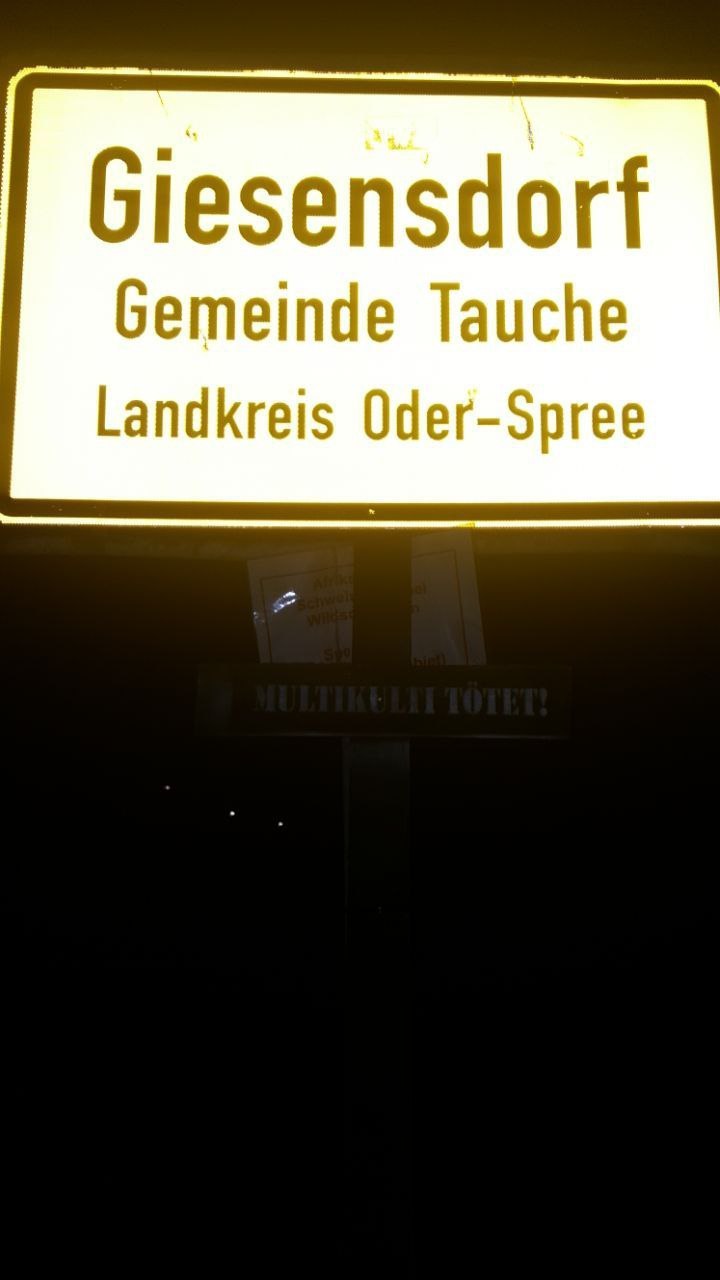 Giesensdorf
Gemeinde Tauche
Landkreis Oder-Spree
MULTIKULTI TÖTET!